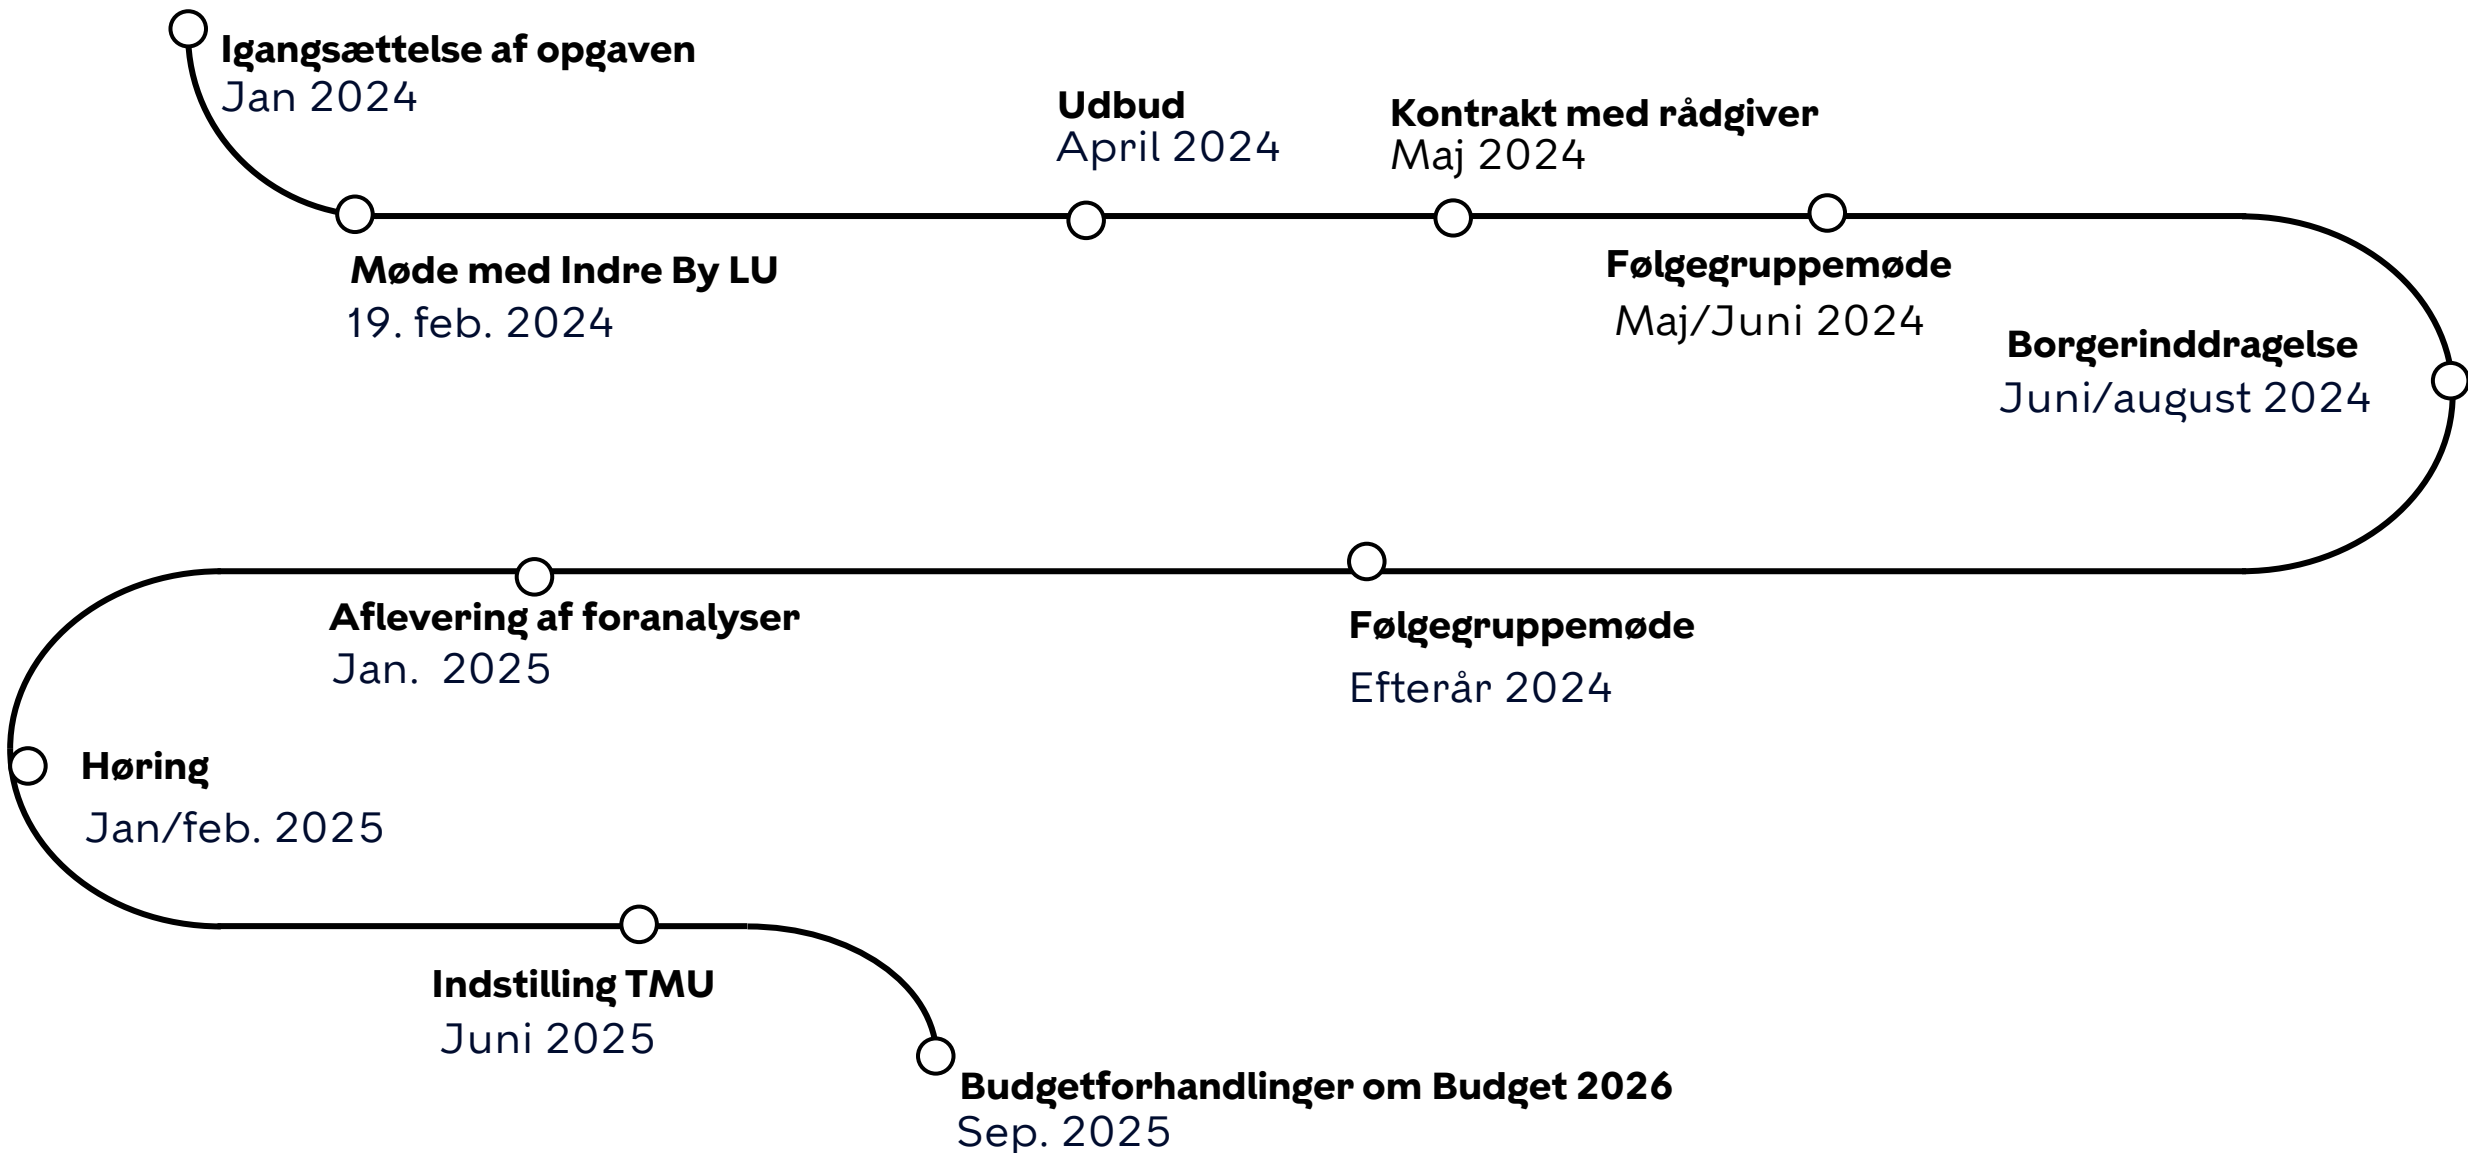 Igangsættelse af opgaven
Jan 2024
Møde med Indre By LU
19. feb. 2024
Udbud
April 2024
Kontrakt med rådgiver
Maj 2024
Følgegruppemøde
Maj/Juni 2024
Borgerinddragelse
Juni/august 2024
Følgegruppemøde
Efterår 2024
Aflevering af foranalyser
Jan. 2025
Høring
Jan/feb. 2025
Indstilling TMU
Juni 2025
Budgetforhandlinger om Budget 2026
Sep. 2025